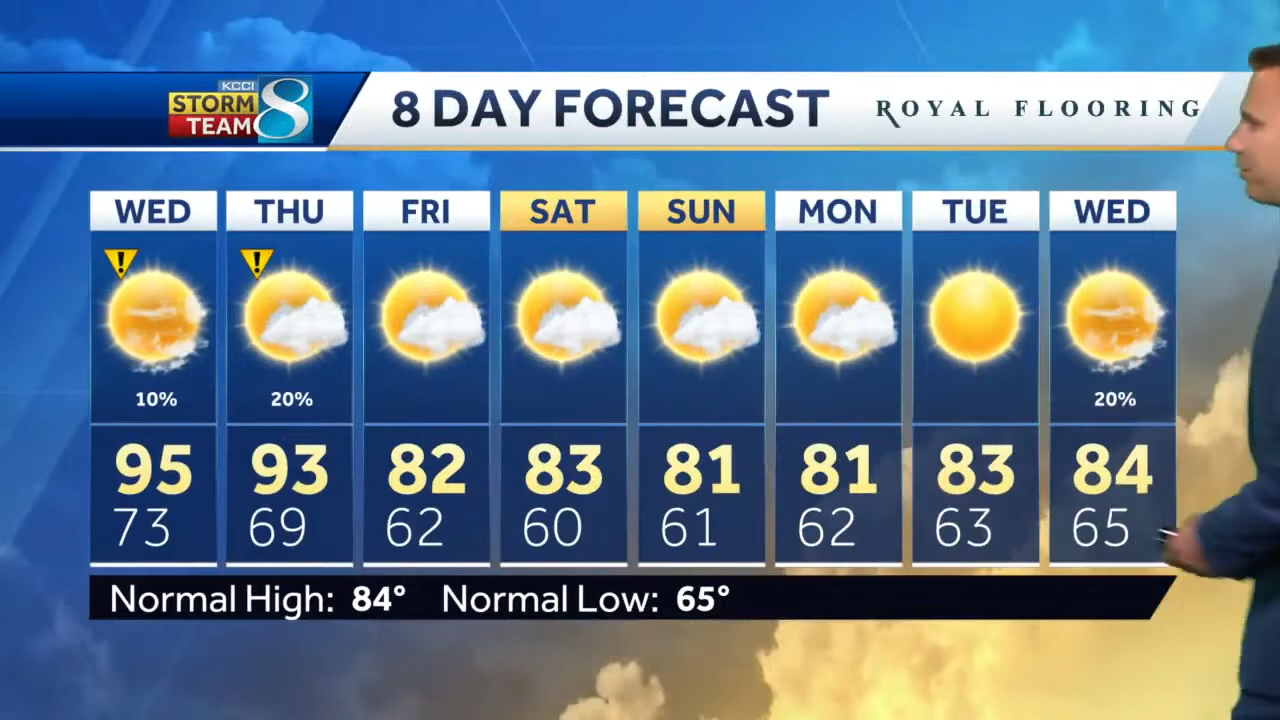 KCCI
STORM
TEAM 8
8 DAY FORECAST
ROYAL FLOORING
WED THU FRI SAT SUN MON TUE WED
! !
10% 20% 20%
95 93 82 83 81 81 83 84
73 69 62 60 61 62 63 65
Normal High: 84° Normal Low: 65°